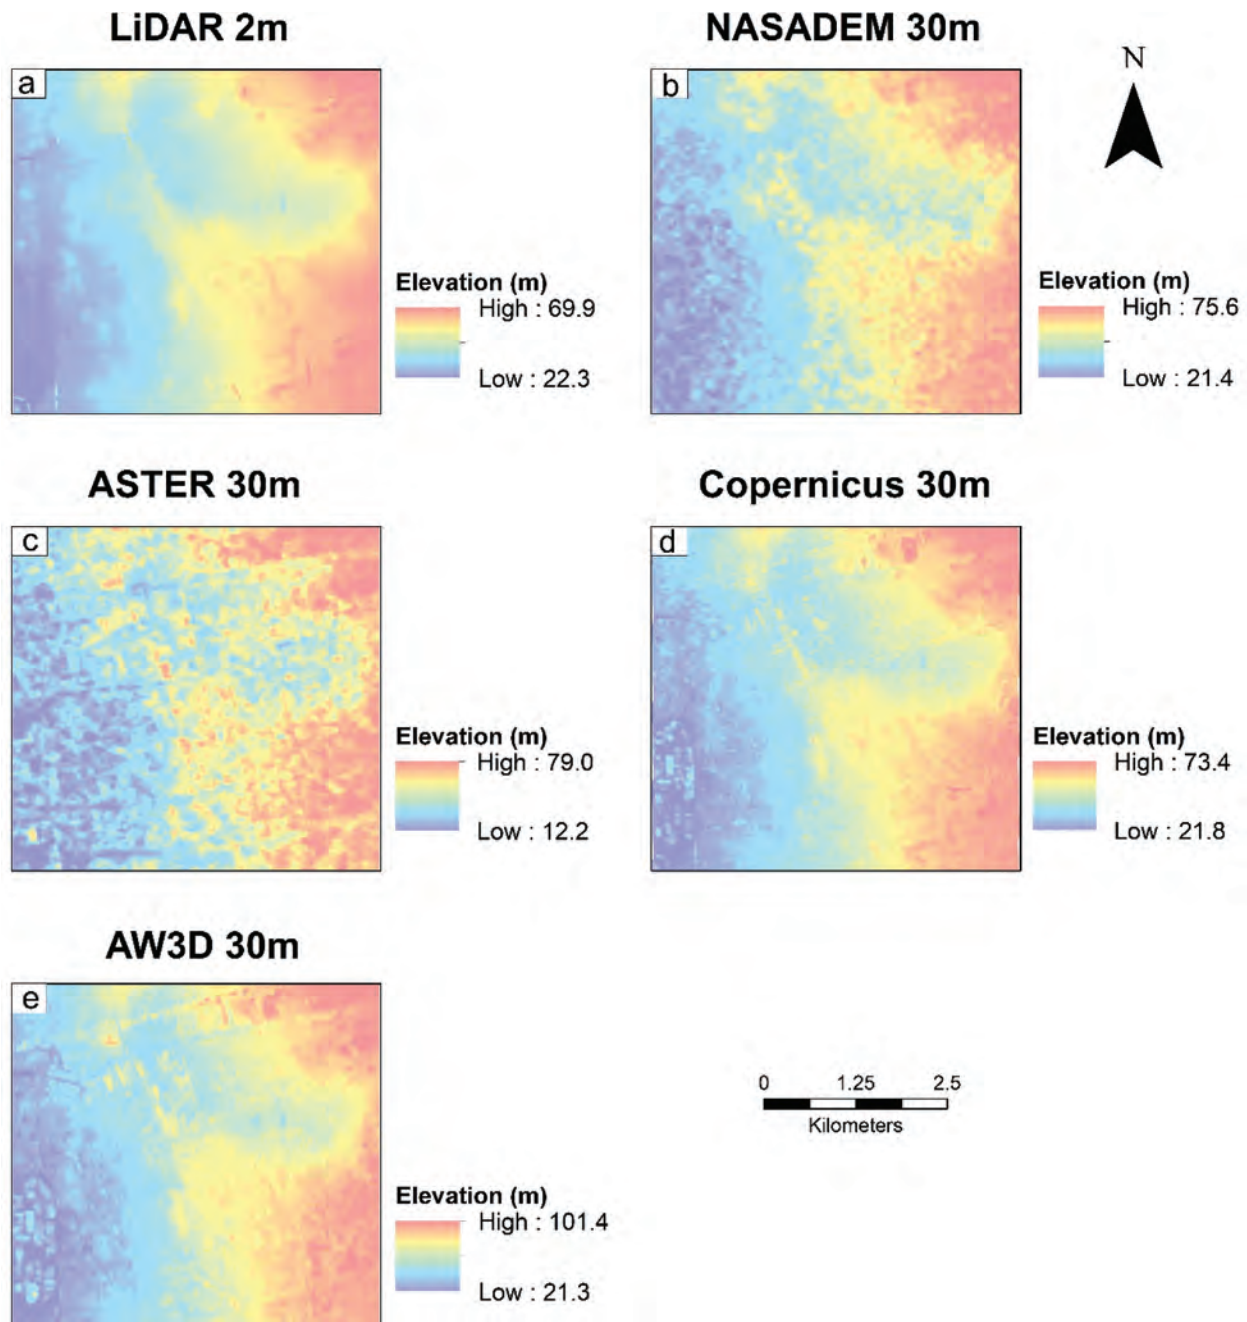 LiDAR 2m
a
Elevation (m)
High : 69.9
Low : 22.3
NASADEM 30m
b
Elevation (m)
High : 75.6
Low : 21.4
N
ASTER 30m
c
Elevation (m)
High : 79.0
Low : 12.2
Copernicus 30m
d
Elevation (m)
High : 73.4
Low : 21.8
AW3D 30m
e
Elevation (m)
High : 101.4
Low : 21.3
0 1.25 2.5
Kilometers